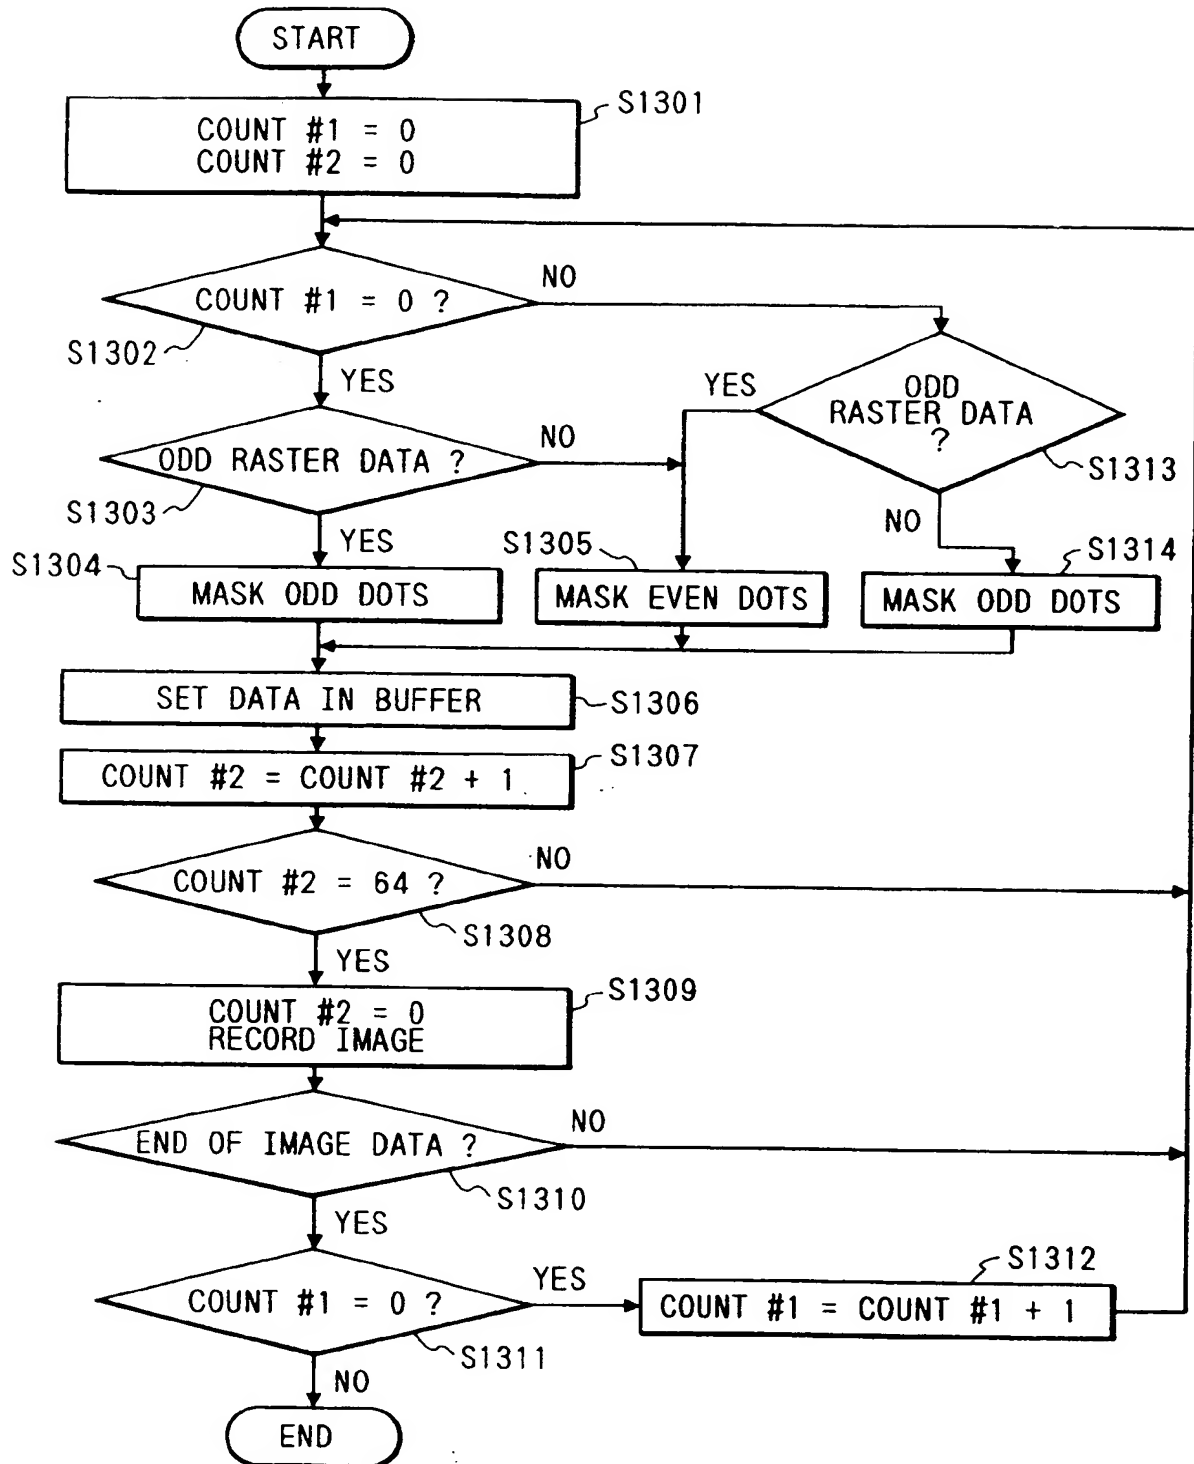 START
S1301
COUNT #1 = 0
COUNT #2 = 0
NO
COUNT #1 = 0 ?
S1302
YES
YES
ODD
RASTER DATA
?
S1313
NO
ODD RASTER DATA ?
S1303
YES
NO
S1304
S1305
S1314
MASK ODD DOTS
MASK EVEN DOTS
MASK ODD DOTS
SET DATA IN BUFFER
S1306
S1307
COUNT #2 = COUNT #2 + 1
NO
COUNT #2 = 64 ?
S1308
YES
S1309
COUNT #2 = 0
RECORD IMAGE
NO
END OF IMAGE DATA ?
S1310
YES
S1312
YES
COUNT #1 = 0 ?
COUNT #1 = COUNT #1 + 1
S1311
NO
END